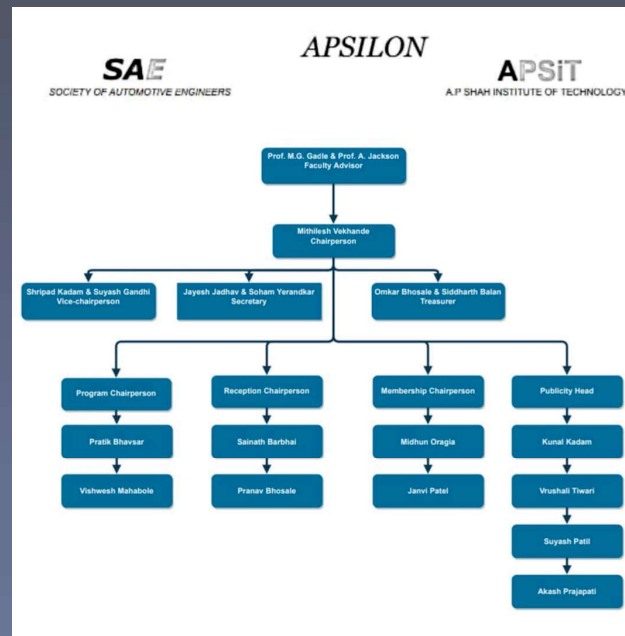 APSILON
SAE
SOCIETY OF AUTOMOTIVE ENGINEERS
APSiT
A.P SHAH INSTITUTE OF TECHNOLOGY
Prof. M.G. Gadle & Prof. A. Jackson
Faculty Advisor
Mithilesh Vekhande
Chairperson
Shripad Kadam & Suyash Gandhi
Vice-chairperson
Jayesh Jadhav & Soham Yerandkar
Secretary
Omkar Bhosale & Siddharth Balan
Treasurer
Program Chairperson
Reception Chairperson
Membership Chairperson
Publicity Head
Pratik Bhavsar
Sainath Barbhai
Midhun Oragia
Kunal Kadam
Vishwesh Mahabole
Pranav Bhosale
Janvi Patel
Vrushali Tiwari
Suyash Patil
Akash Prajapati